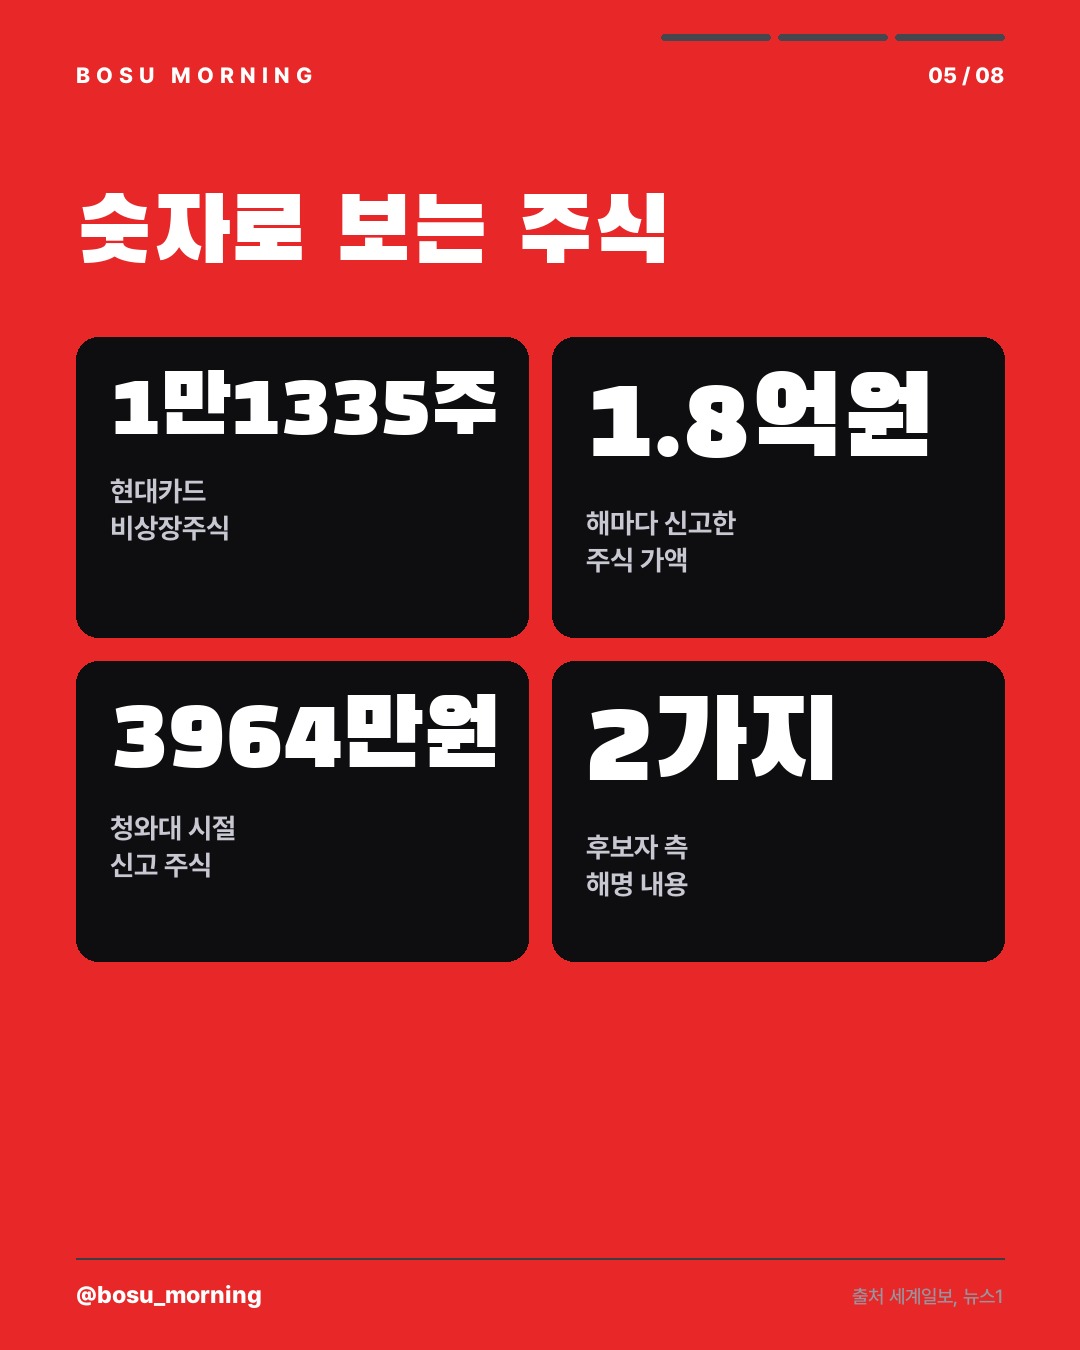 BOSU MORNING
05 / 08
숫자로 보는 주식
1만1335주
현대카드
비상장주식
1.8억원
해마다 신고한
주식 가액
3964만원
청와대 시절
신고 주식
2가지
후보자 측
해명 내용
@bosu_morning
출처 세계일보, 뉴스1